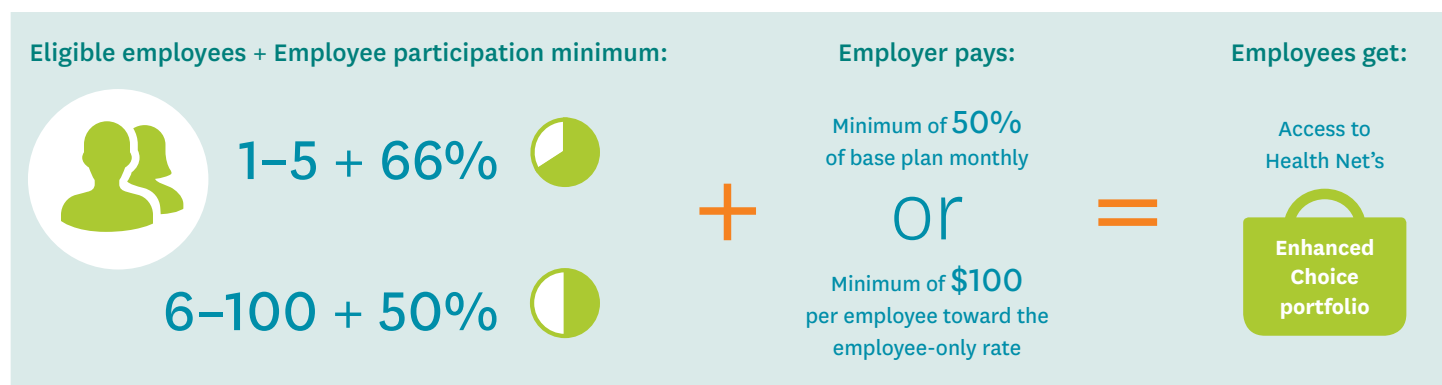 Eligible employees + Employee participation minimum:
1–5 + 66%
6–100 + 50%
+
Employer pays:
Minimum of 50%
of base plan monthly
or
Minimum of $100
per employee toward the
employee-only rate
=
Employees get:
Access to
Health Net’s
Enhanced
Choice
portfolio